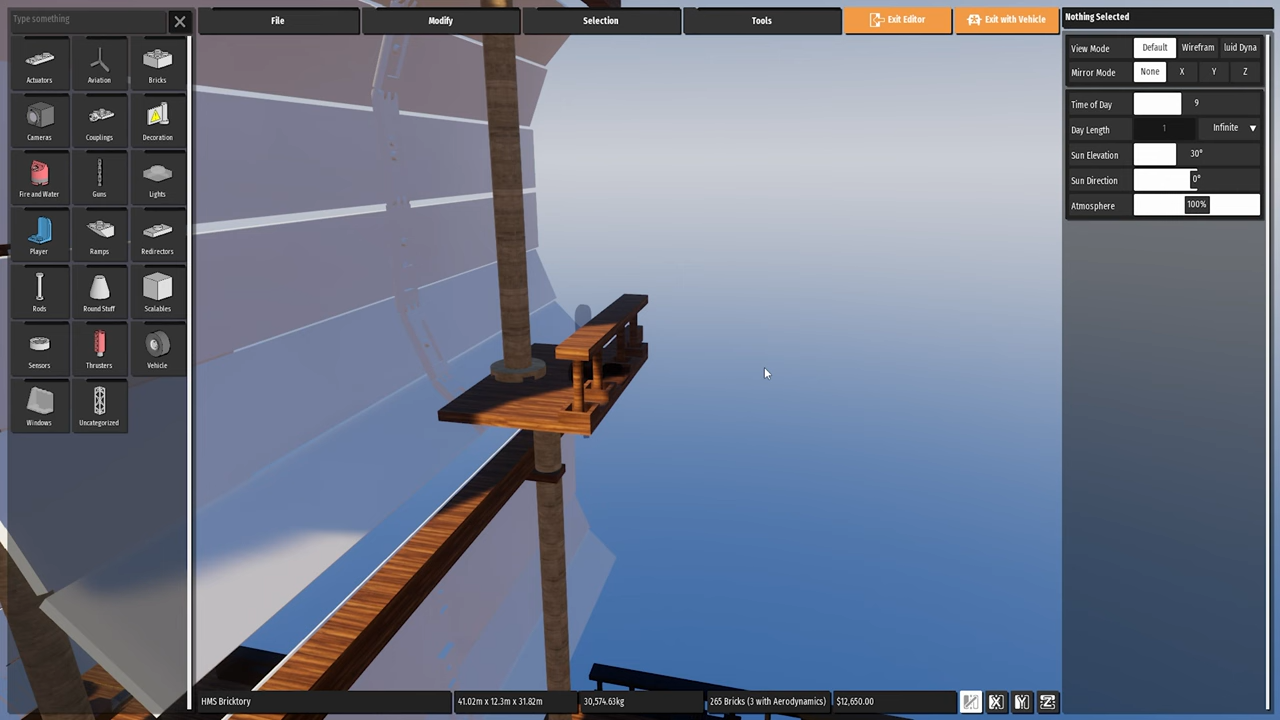 Type something
File
Modify
Selection
Tools
Exit Editor
Exit with Vehicle
Nothing Selected
Actuators
Aviation
Bricks
Cameras
Couplings
Decoration
Fire and Water
Guns
Lights
Player
Ramps
Redirectors
Rods
Round Stuff
Scalables
Sensors
Thrusters
Vehicle
Windows
Uncategorized
View Mode
Default
Wirefram
luid Dyna
Mirror Mode
None
X
Y
Z
Time of Day
9
Day Length
1
Infinite
Sun Elevation
30°
Sun Direction
0°
Atmosphere
100%
HMS Bricktory
41.02m x 12.3m x 31.82m
30,574.63kg
265 Bricks (3 with Aerodynamics)
$12,650.00
X
Y
Z